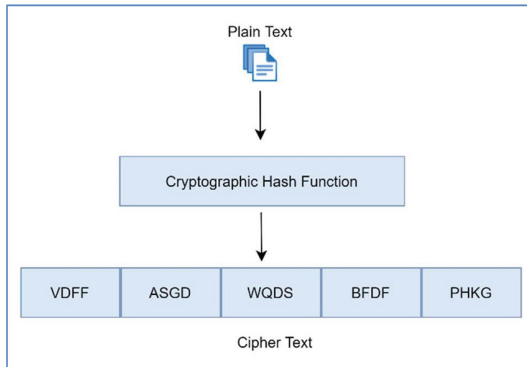 Plain Text
Cryptographic Hash Function
VDFF ASGD WQDS BFDF PHKG
Cipher Text